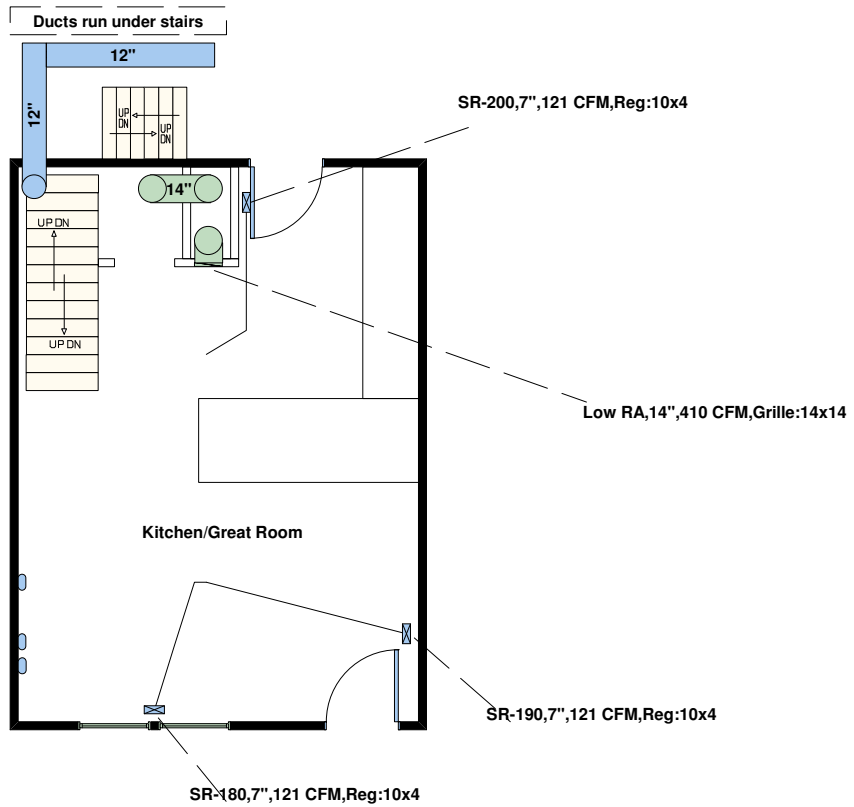 Ducts run under stairs
12"
12"
UP
DN
UP
DN
SR-200,7",121 CFM,Reg:10x4
14"
UP DN
UP DN
Low RA,14",410 CFM,Grille:14x14
Kitchen/Great Room
SR-190,7",121 CFM,Reg:10x4
SR-180,7",121 CFM,Reg:10x4